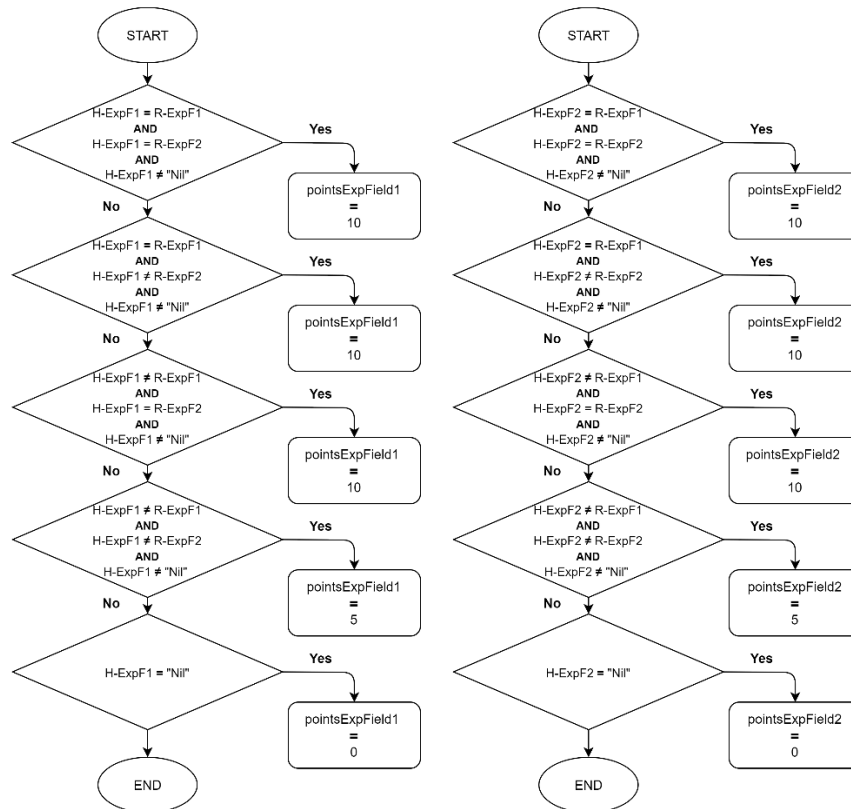 START
H-ExpF1 = R-ExpF1
AND
H-ExpF1 = R-ExpF2
AND
H-ExpF1 ≠ "Nil"
Yes
pointsExpField1
=
10
No
H-ExpF1 = R-ExpF1
AND
H-ExpF1 ≠ R-ExpF2
AND
H-ExpF1 ≠ "Nil"
Yes
pointsExpField1
=
10
No
H-ExpF1 ≠ R-ExpF1
AND
H-ExpF1 = R-ExpF2
AND
H-ExpF1 ≠ "Nil"
Yes
pointsExpField1
=
10
No
H-ExpF1 ≠ R-ExpF1
AND
H-ExpF1 ≠ R-ExpF2
AND
H-ExpF1 ≠ "Nil"
Yes
pointsExpField1
=
5
No
H-ExpF1 = "Nil"
Yes
pointsExpField1
=
0
END
START
H-ExpF2 = R-ExpF1
AND
H-ExpF2 = R-ExpF2
AND
H-ExpF2 ≠ "Nil"
Yes
pointsExpField2
=
10
No
H-ExpF2 = R-ExpF1
AND
H-ExpF2 ≠ R-ExpF2
AND
H-ExpF2 ≠ "Nil"
Yes
pointsExpField2
=
10
No
H-ExpF2 ≠ R-ExpF1
AND
H-ExpF2 = R-ExpF2
AND
H-ExpF2 ≠ "Nil"
Yes
pointsExpField2
=
10
No
H-ExpF2 ≠ R-ExpF1
AND
H-ExpF2 ≠ R-ExpF2
AND
H-ExpF2 ≠ "Nil"
Yes
pointsExpField2
=
5
No
H-ExpF2 = "Nil"
Yes
pointsExpField2
=
0
END